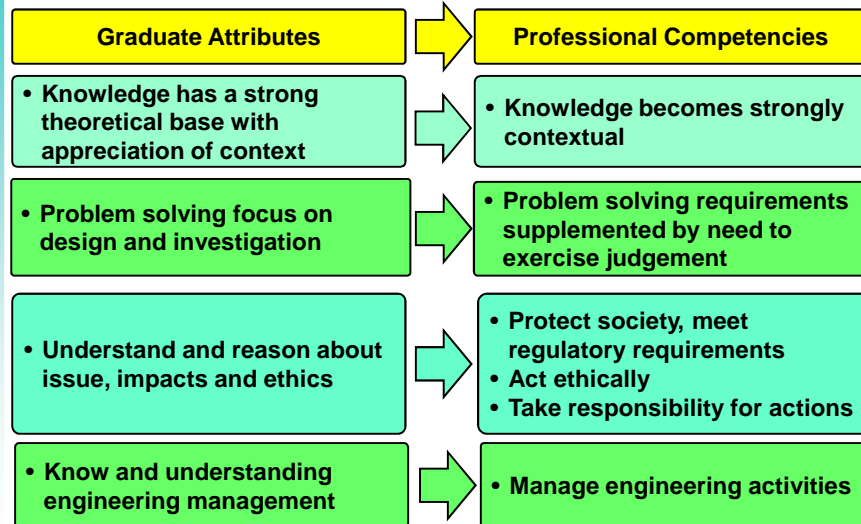 Graduate Attributes
Professional Competencies
• Knowledge has a strong
theoretical base with
appreciation of context
• Knowledge becomes strongly
contextual
• Problem solving focus on
design and investigation
• Problem solving requirements
supplemented by need to
exercise judgement
• Understand and reason about
issue, impacts and ethics
• Protect society, meet
regulatory requirements
• Act ethically
• Take responsibility for actions
• Know and understanding
engineering management
• Manage engineering activities